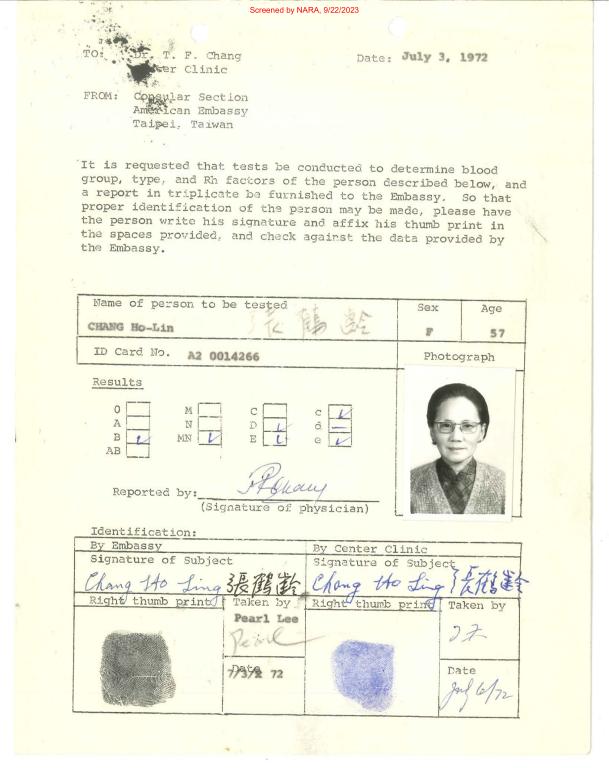 Screened by NARA, 9/22/2023
TO: Dr. T. F. Chang
Clinic
Date: July 3, 1972
FROM: Consular Section
American Embassy
Taipei, Taiwan
It is requested that tests be conducted to determine blood
group, type, and Rh factors of the person described below, and
a report in triplicate be furnished to the Embassy. So that
proper identification of the person may be made, please have
the person write his signature and affix his thumb print in
the spaces provided, and check against the data provided by
the Embassy.
Name of person to be tested
CHANG Ho-Lin 張鶴齡
Sex
F
Age
57
ID Card No. A2 0014266
Photograph
Results
O M C c ✓
A N D ✓ d —
B ✓ MN ✓ E ✓ e ✓
AB
Reported by:
(Signature of physician)
Identification:
By Embassy
By Center Clinic
Signature of Subject
Signature of Subject
Chang Ho Ling 張鶴齡
Chang Ho Ling 張鶴齡
Right thumb print
Taken by
Pearl Lee
Pearl
Date
7/3/ 72
Right thumb print
Taken by
Date
July 6/72